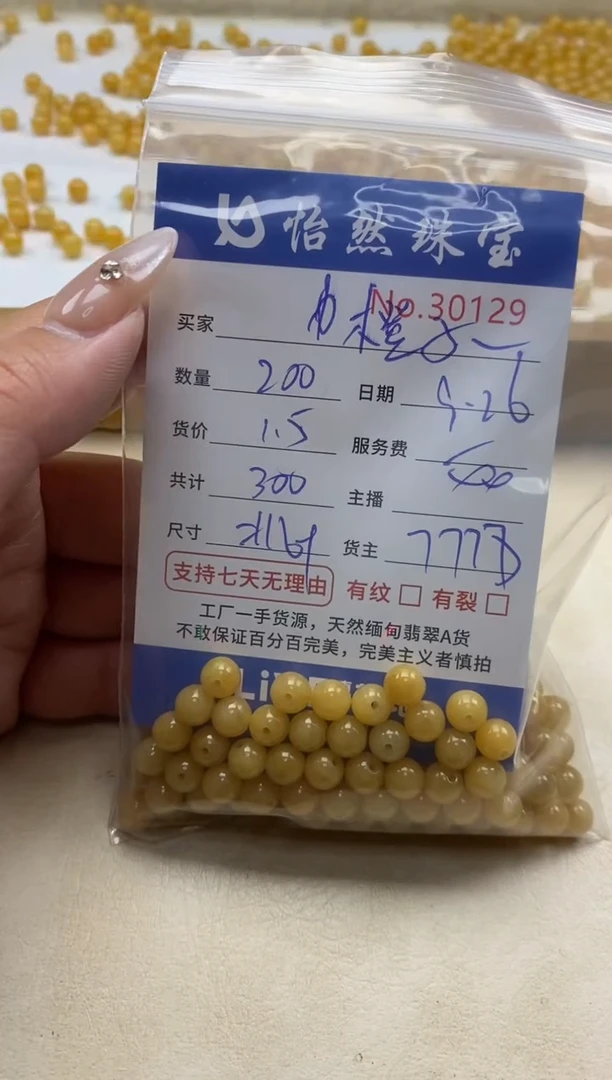 怡然珠宝
No.30129
买家
数量 200 日期 9-26
货价 1.5 服务费
共计 300 主播
尺寸 货主 777
支持七天无理由 有纹 □ 有裂 □
工厂一手货源，天然缅甸翡翠A货
不敢保证百分百完美，完美主义者慎拍